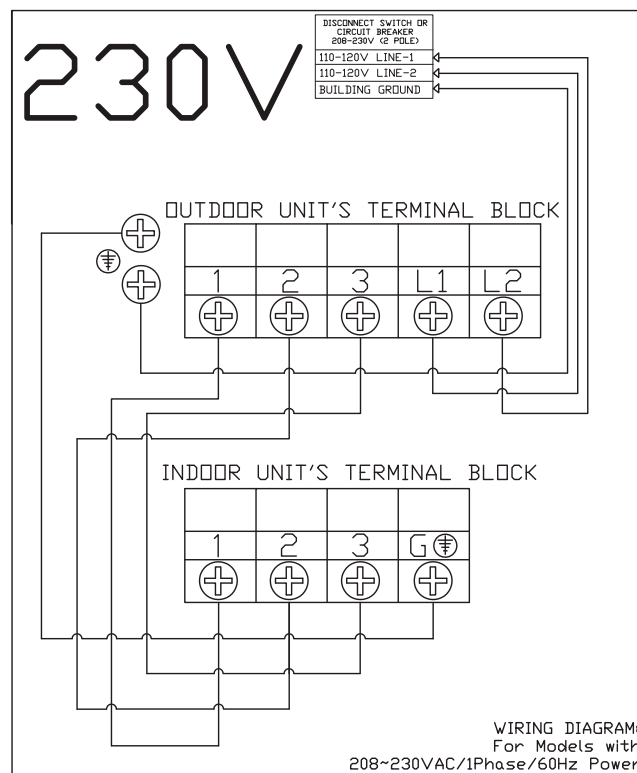 230V
DISCONNECT SWITCH OR
CIRCUIT BREAKER
208-230V (2 POLE)
110-120V LINE-1
110-120V LINE-2
BUILDING GROUND
OUTDOOR UNIT'S TERMINAL BLOCK
1 2 3 L1 L2
INDOOR UNIT'S TERMINAL BLOCK
1 2 3 G
WIRING DIAGRAM
For Models with
208~230VAC/1Phase/60Hz Power